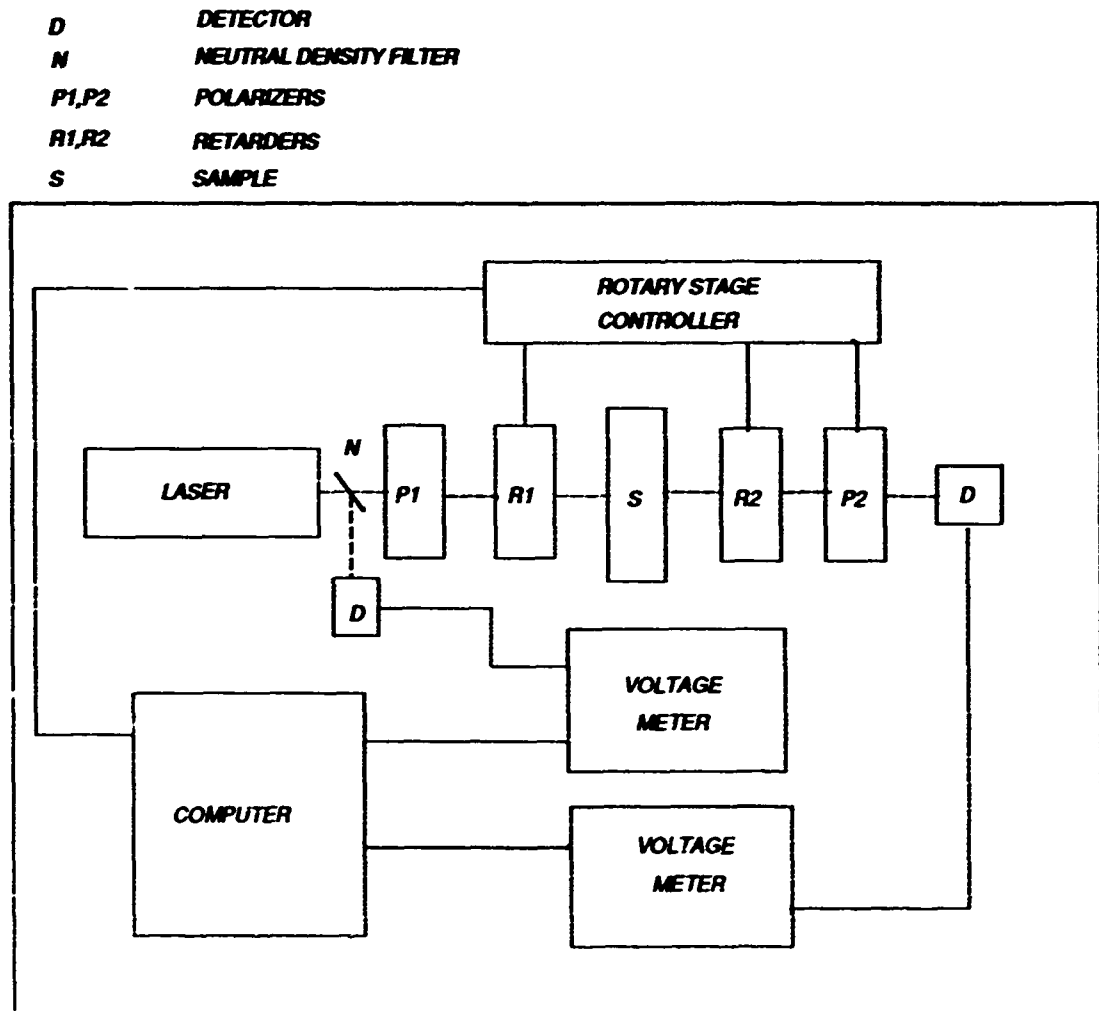 D DETECTOR
N NEUTRAL DENSITY FILTER
P1,P2 POLARIZERS
R1,R2 RETARDERS
S SAMPLE
ROTARY STAGE
CONTROLLER
LASER
N
P1
R1
S
R2
P2
D
D
VOLTAGE
METER
COMPUTER
VOLTAGE
METER